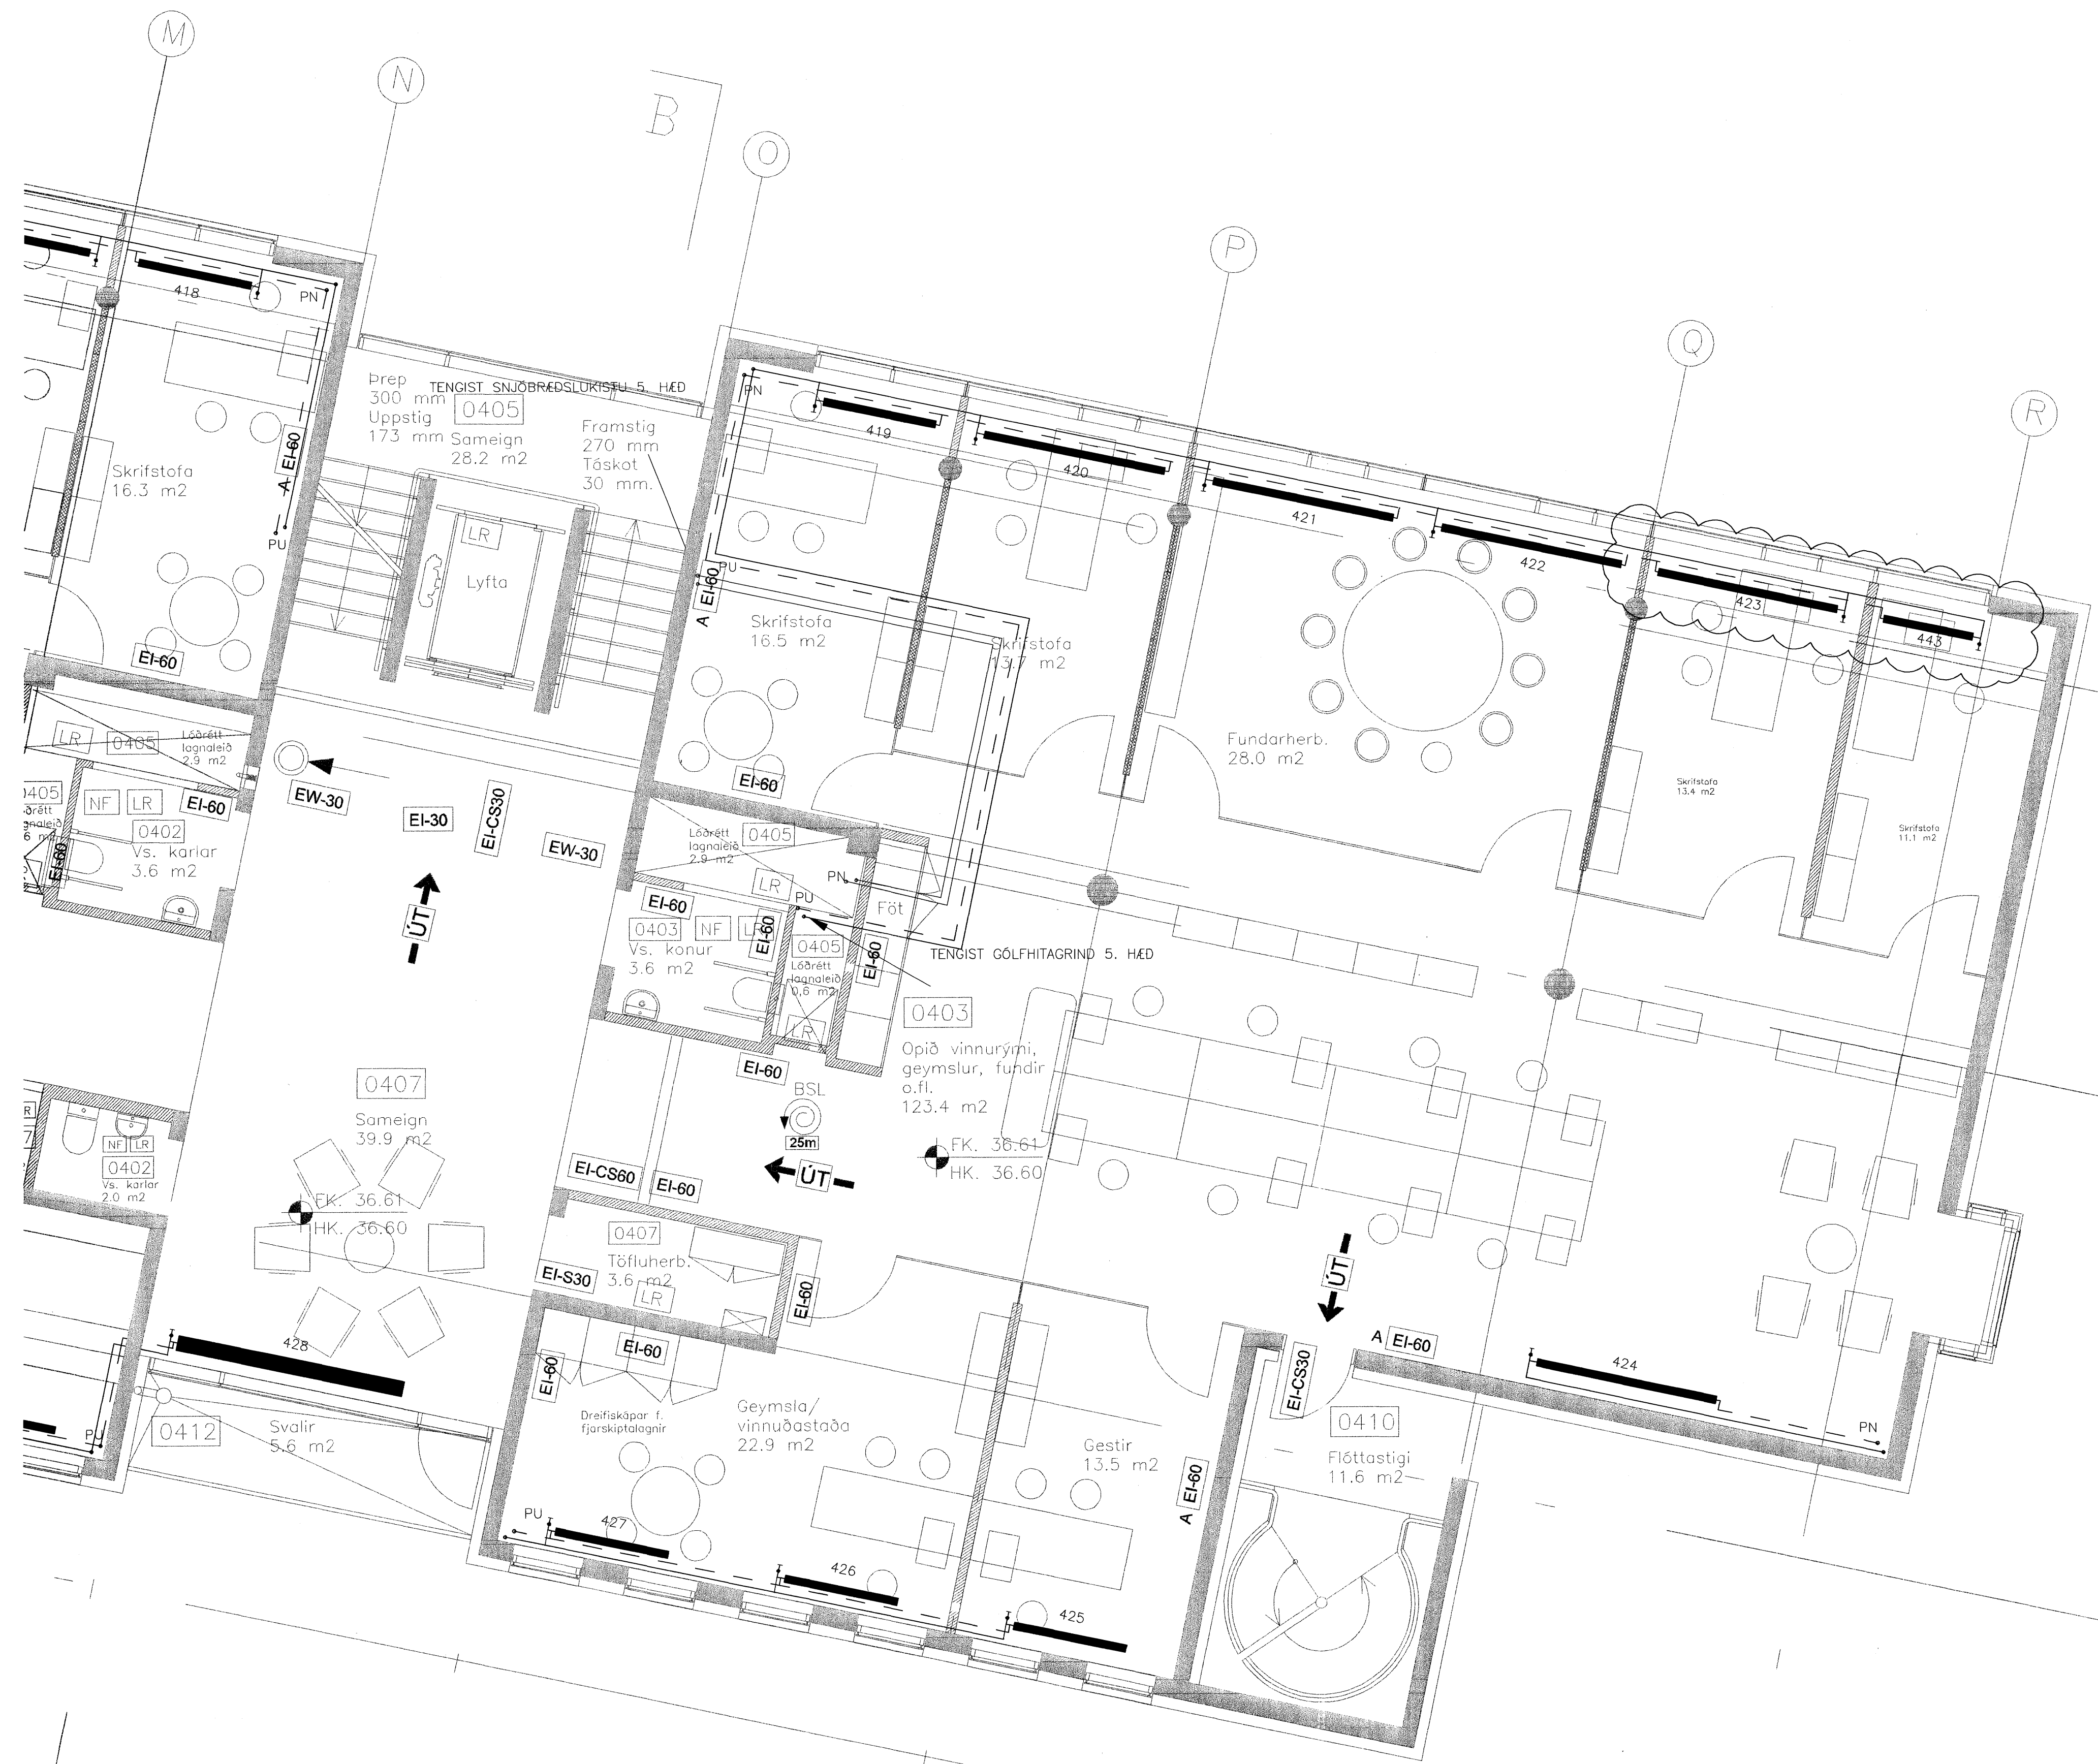 M
N
B
O
P
Q
R
418
PN
Þrep
300 mm
Uppstig
173 mm
TENGIST SNJÓBRÆÐSLUKISTU 5. HÆÐ
0405
Sameign
28.2 m2
Framstig
270 mm
Táskot
30 mm.
PN
419
420
421
422
423
443
Skrifstofa
16.3 m2
A EI-60
PU
LR
Lyfta
PU
A EI-60
Skrifstofa
16.5 m2
Skrifstofa
13.7 m2
Fundarherb.
28.0 m2
Skrifstofa
13.4 m2
Skrifstofa
11.1 m2
EI-60
LR
0405
Lóðrétt
lagnaleið
2.9 m2
EW-30
EI-30
EI-CS30
EW-30
EI-60
Lóðrétt
lagnaleið
2.9 m2
0405
LR
NF
LR
EI-60
0402
Vs. karlar
3.6 m2
EI-60
ÚT
EI-60
0403
NF
Vs. konur
3.6 m2
EI-60
PU
PN
Föt
0405
Lóðrétt
lagnaleið
0,6 m2
LR
EI-60
TENGIST GÓLFHITAGRIND 5. HÆÐ
0403
Opið vinnurými,
geymslur, fundir
o.fl.
123.4 m2
EI-60
BSL
25m
ÚT
FK. 36.61
HK. 36.60
0407
Sameign
39.9 m2
FK. 36.61
HK. 36.60
NF
LR
0402
Vs. karlar
2.0 m2
EI-CS60
EI-60
0407
Töfluherb.
3.6 m2
LR
EI-S30
EI-60
EI-60
EI-60
ÚT
A EI-60
EI-CS30
424
PN
428
PU
0412
Svalir
5.6 m2
Dreifiskápar f.
fjarskiptalagnir
Geymsla/
vinnuðastaða
22.9 m2
Gestir
13.5 m2
0410
Flóttastigi
11.6 m2
A EI-60
PU
427
426
425